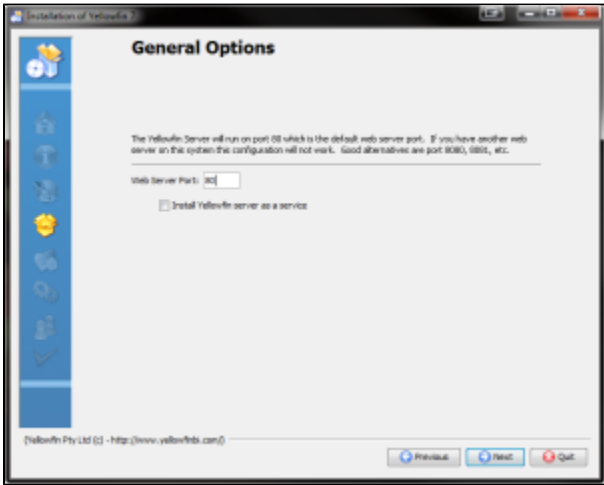 Installation of Yellowfin 7
General Options
The Yellowfin Server will run on port 80 which is the default web server port. If you have another web
server on this system this configuration will not work. Good alternatives are port 8080, 8081, etc.
Web Server Port: 80
Install Yellowfin server as a service
(Yellowfin Pty Ltd (c) - http://www.yellowfinbi.com/)
Previous
Next
Quit